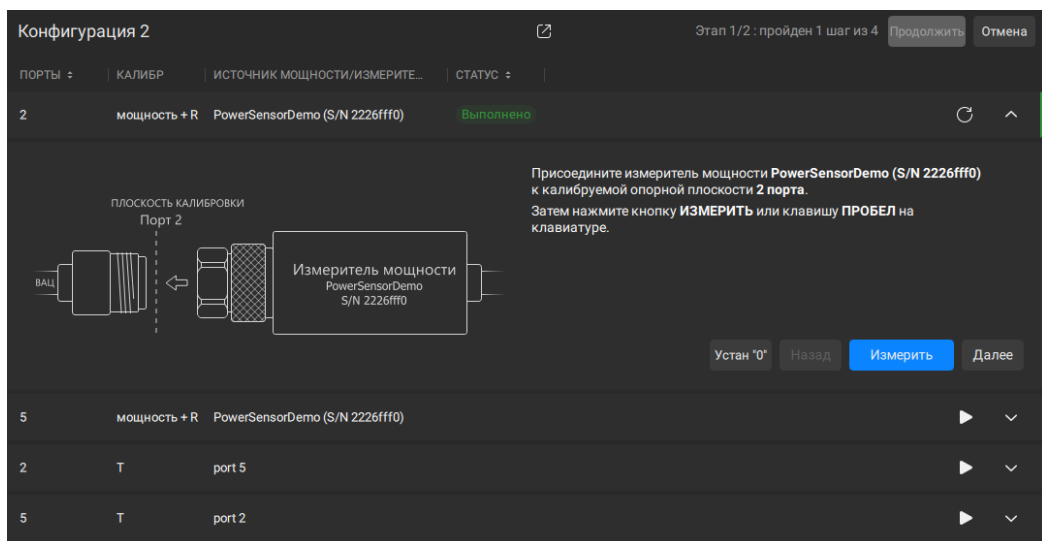 Конфигурация 2
Этап 1/2 : пройден 1 шаг из 4
Продолжить
Отмена
ПОРТЫ
КАЛИБР
ИСТОЧНИК МОЩНОСТИ/ИЗМЕРИТЕ...
СТАТУС
2
мощность + R
PowerSensorDemo (S/N 2226fff0)
Выполнено
ПЛОСКОСТЬ КАЛИБРОВКИ
Порт 2
ВАЦ
Измеритель мощности
PowerSensorDemo
S/N 2226fff0
Присоедините измеритель мощности PowerSensorDemo (S/N 2226fff0)
к калибруемой опорной плоскости 2 порта.
Затем нажмите кнопку ИЗМЕРИТЬ или клавишу ПРОБЕЛ на
клавиатуре.
Устан "0"
Назад
Измерить
Далее
5
мощность + R
PowerSensorDemo (S/N 2226fff0)
2
T
port 5
5
T
port 2